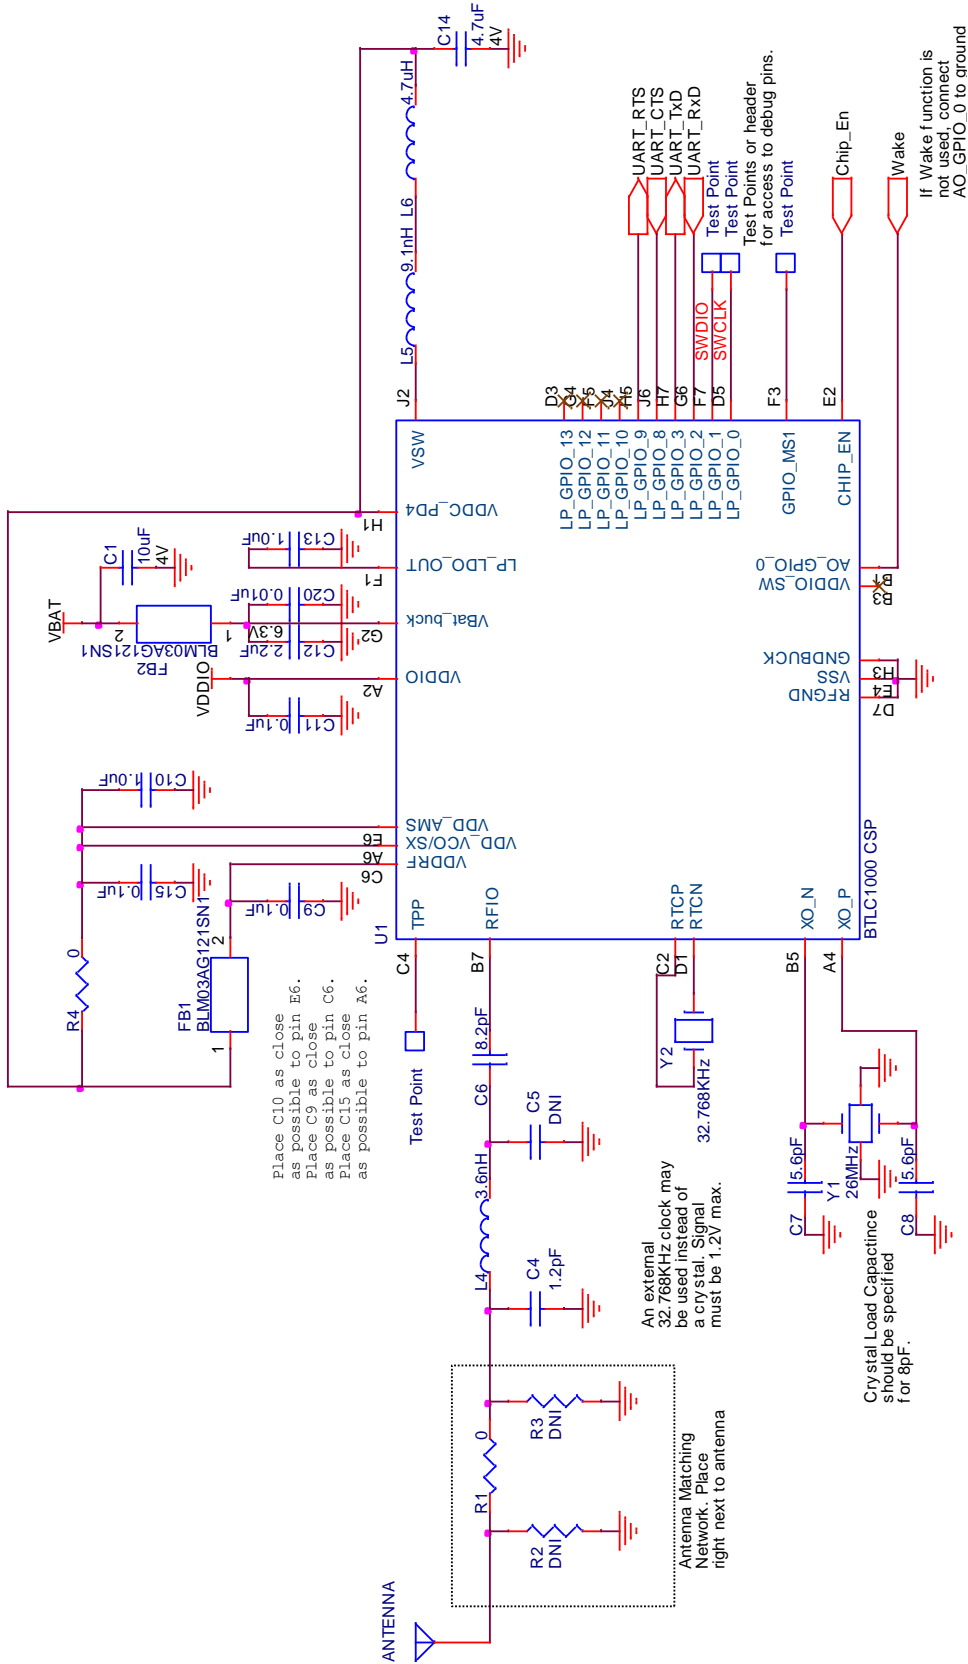 C14
4.7uF
4V
L5
9.1nH
L6
4.7uH
VBAT
C1
10uF
4V
2
1
FB2
BLM03AG121SN1
VDDIO
C13
1.0uF
C20
0.01uF
6.3V
C12
2.2uF
C11
0.1uF
C10
1.0uF
C15
0.1uF
C9
0.1uF
R4
0
FB1
BLM03AG121SN1
1
2
Place C10 as close
as possible to pin E6.
Place C9 as close
as possible to pin C6.
Place C15 as close
as possible to pin A6.
U1
BTLC1000 CSP
J2
VSW
H1
VDDC_PD4
F1
LP_LDO_OUT
G2
VBat_buck
A2
VDDIO
E6
VDD_AMS
A6
VDD_VCO/SX
C6
VDDRF
D3
LP_GPIO_13
G4
LP_GPIO_12
F5
LP_GPIO_11
J4
LP_GPIO_10
H5
LP_GPIO_9
J6
LP_GPIO_8
H7
LP_GPIO_3
G6
LP_GPIO_2
F7
LP_GPIO_1
D5
LP_GPIO_0
F3
GPIO_MS1
E2
CHIP_EN
B1
AO_GPIO_0
B3
VDDIO_SW
H3
GNDBUCK
E4
VSS
D7
RFGND
C4
TPP
B7
RFIO
C2
RTCP
D1
RTCN
B5
XO_N
A4
XO_P
UART_RTS
UART_CTS
UART_TxD
UART_RxD
SWDIO
SWCLK
Test Point
Test Point
Test Points or header
for access to debug pins.
Test Point
Chip_En
Wake
If Wake function is
not used, connect
AO_GPIO_0 to ground
Test Point
C6
8.2pF
C5
DNI
L4
3.6nH
C4
1.2pF
Y2
32.768KHz
An external
32.768KHz clock may
be used instead of
a crystal. Signal
must be 1.2V max.
C7
5.6pF
Y1
26MHz
C8
5.6pF
Crystal Load Capactince
should be specified
for 8pF.
R3
DNI
R1
0
R2
DNI
Antenna Matching
Network. Place
right next to antenna
ANTENNA